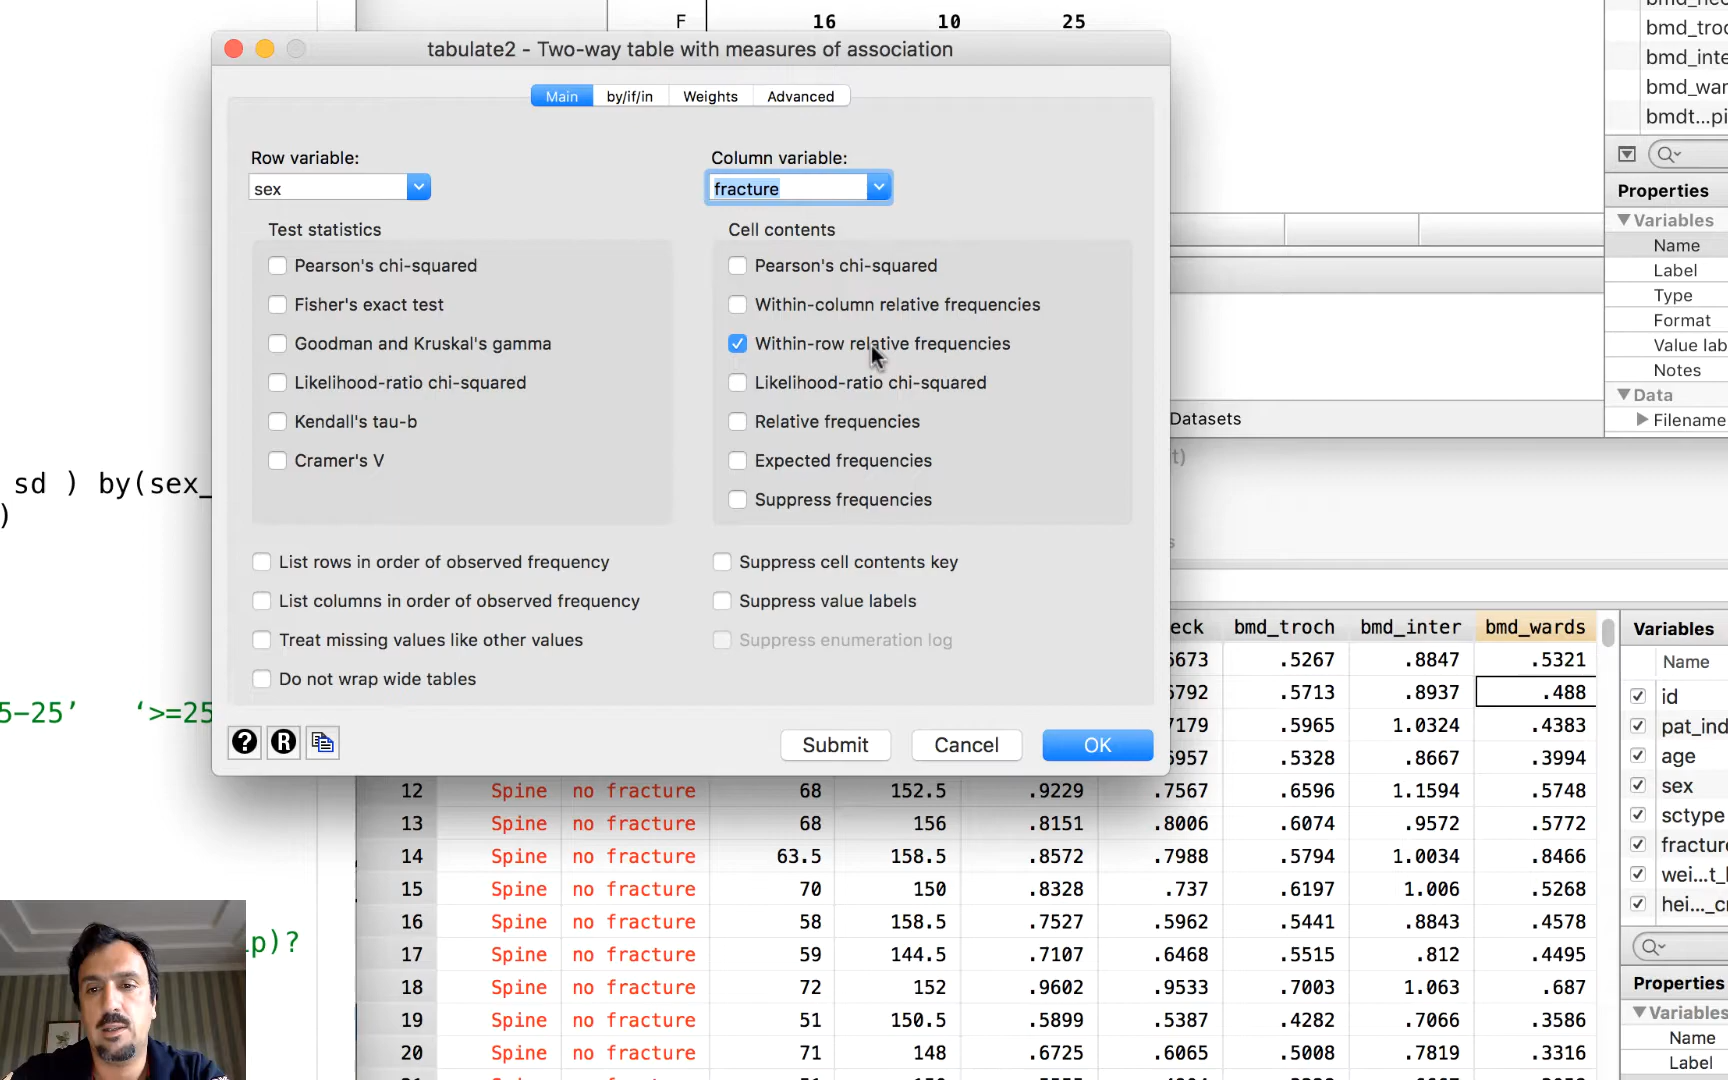 F 16 10 25
tabulate2 - Two-way table with measures of association
Main by/if/in Weights Advanced
Row variable: Column variable:
sex fracture
Test statistics Cell contents
Pearson's chi-squared Pearson's chi-squared
Fisher's exact test Within-column relative frequencies
Goodman and Kruskal's gamma Within-row relative frequencies
Likelihood-ratio chi-squared Likelihood-ratio chi-squared
Kendall's tau-b Relative frequencies
Cramer's V Expected frequencies
Suppress frequencies
List rows in order of observed frequency Suppress cell contents key
List columns in order of observed frequency Suppress value labels
Treat missing values like other values Suppress enumeration log
Do not wrap wide tables
Submit Cancel OK
sd ) by(sex_
)
5-25’ ‘>=25
p)?
bmd_troc
bmd_inte
bmd_war
bmdt...pi
Properties
Variables
Name
Label
Type
Format
Value lab
Notes
Data
Filename
Datasets
t)
eck bmd_troch bmd_inter bmd_wards
6673 .5267 .8847 .5321
6792 .5713 .8937 .488
7179 .5965 1.0324 .4383
6957 .5328 .8667 .3994
12 Spine no fracture 68 152.5 .9229 .7567 .6596 1.1594 .5748
13 Spine no fracture 68 156 .8151 .8006 .6074 .9572 .5772
14 Spine no fracture 63.5 158.5 .8572 .7988 .5794 1.0034 .8466
15 Spine no fracture 70 150 .8328 .737 .6197 1.006 .5268
16 Spine no fracture 58 158.5 .7527 .5962 .5441 .8843 .4578
17 Spine no fracture 59 144.5 .7107 .6468 .5515 .812 .4495
18 Spine no fracture 72 152 .9602 .9533 .7003 1.063 .687
19 Spine no fracture 51 150.5 .5899 .5387 .4282 .7066 .3586
20 Spine no fracture 71 148 .6725 .6065 .5008 .7819 .3316
Variables
Name
id
pat_ind
age
sex
sctype
fracture
wei..._t_l
hei..._cr
Properties
Variables
Name
Label